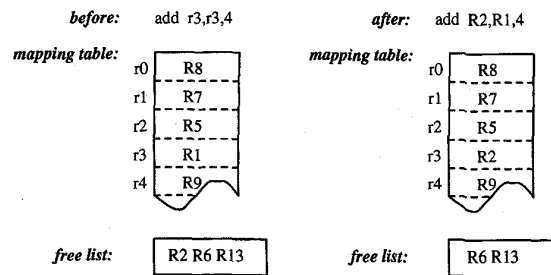 before: add r3,r3,4
mapping table:
r0 R8
r1 R7
r2 R5
r3 R1
r4 R9
free list: R2 R6 R13
after: add R2,R1,4
mapping table:
r0 R8
r1 R7
r2 R5
r3 R2
r4 R9
free list: R6 R13